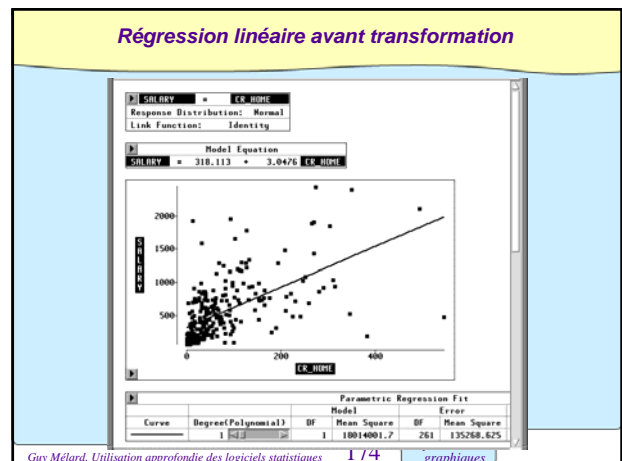 Régression linéaire avant transformation
SALARY = CR_HOME
Response Distribution: Normal
Link Function: Identity
Model Equation
SALARY = 318.113 + 3.0476 CR_HOME
2000
1500
1000
500
SALARY
0 200 400
CR_HOME
Parametric Regression Fit
Model Error
Curve Degree(Polynomial) DF Mean Square DF Mean Square
1 1 18014001.7 261 135268.625
Guy Mélard, Utilisation approfondie des logiciels statistiques 174 graphiques